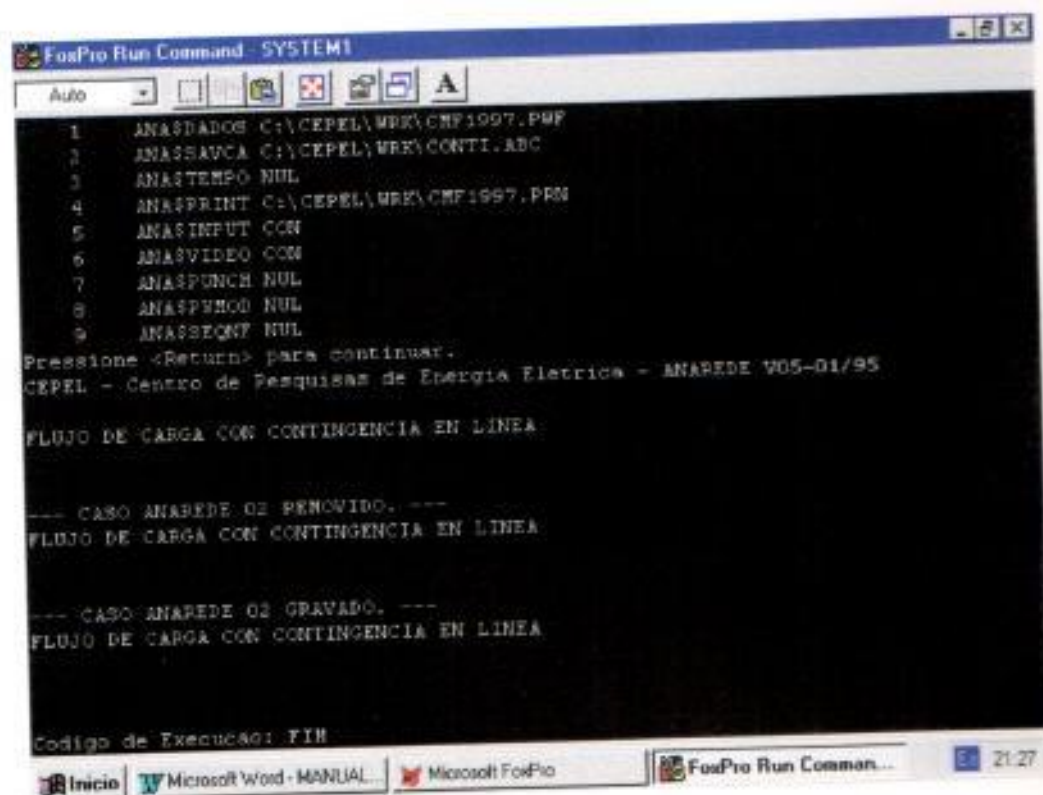 FoxPro Run Command - SYSTEM1
Auto A
1 ANA$DADOS C:\CEPEL\WRK\CMF1997.PWF
2 ANA$SAVCA C:\CEPEL\WRK\CONTI.ABC
3 ANA$TEMPO NUL
4 ANA$PRINT C:\CEPEL\WRK\CMF1997.PRN
5 ANA$INPUT CON
6 ANA$VIDEO CON
7 ANA$PUNCH NUL
8 ANA$PWMOD NUL
9 ANA$SEQNF NUL
Pressione <Return> para continuar.
CEPEL - Centro de Pesquisas de Energia Eletrica - ANAREDE V05-01/95
FLUJO DE CARGA CON CONTINGENCIA EN LINEA
--- CASO ANAREDE 02 REMOVIDO. ---
FLUJO DE CARGA CON CONTINGENCIA EN LINEA
--- CASO ANAREDE 02 GRAVADO. ---
FLUJO DE CARGA CON CONTINGENCIA EN LINEA
Codigo de Execucao: FIM
Inicio Microsoft Word - MANUAL... Microsoft FoxPro FoxPro Run Comman... En 21:27